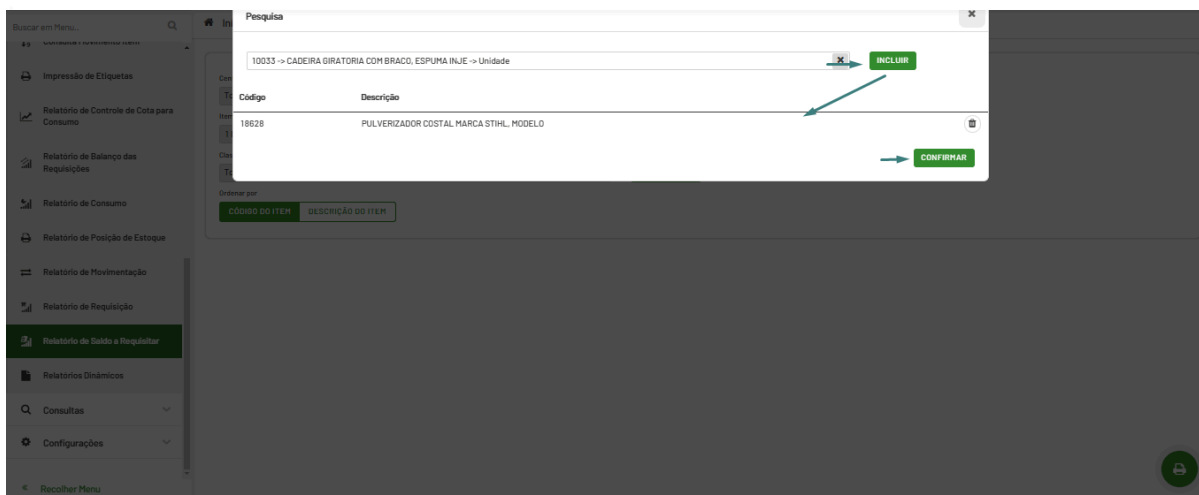 Buscar em Menu...
Pesquisa
10033 -> CADEIRA GIRATORIA COM BRACO, ESPUMA INJE -> Unidade
INCLUIR
Código
Descrição
18628
PULVERIZADOR COSTAL MARCA STIHL, MODELO
CONFIRMAR
Ordenar por
CÓDIGO DO ITEM
DESCRIÇÃO DO ITEM
Impressão de Etiquetas
Relatório de Controle de Cota para
Consumo
Relatório de Balanço das
Requisições
Relatório de Consumo
Relatório de Posição de Estoque
Relatório de Movimentação
Relatório de Requisição
Relatório de Saldo a Requisitar
Relatórios Dinâmicos
Consultas
Configurações
Recolher Menu